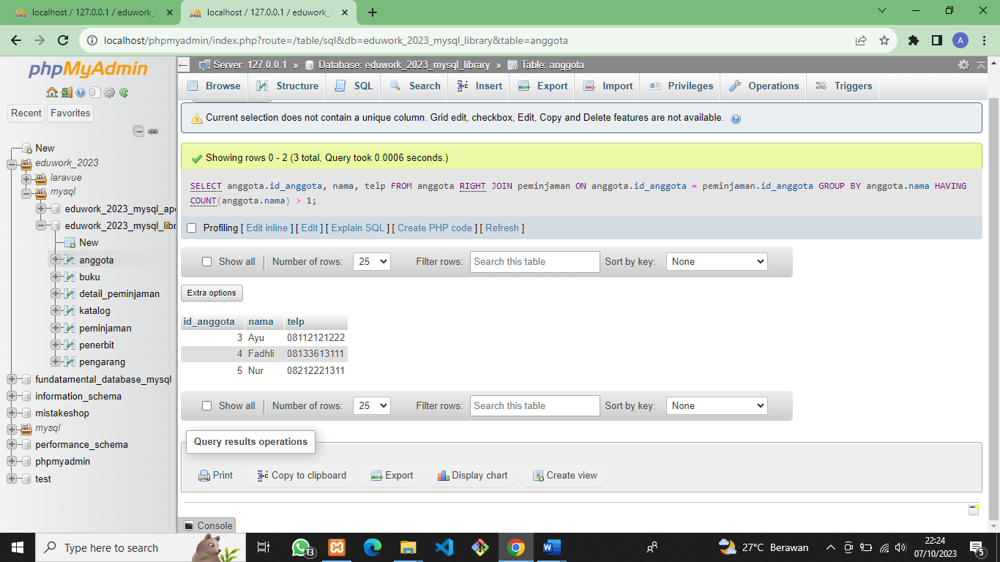 localhost / 127.0.0.1 / eduwork_2
localhost / 127.0.0.1 / eduwork_2
localhost/phpmyadmin/index.php?route=/table/sql&db=eduwork_2023_mysql_library&table=anggota
A
phpMyAdmin
Recent
Favorites
New
eduwork_2023
laravue
mysql
eduwork_2023_mysql_ape
eduwork_2023_mysql_libr
New
anggota
buku
detail_peminjaman
katalog
peminjaman
penerbit
pengarang
fundatamental_database_mysql
information_schema
mistakeshop
mysql
performance_schema
phpmyadmin
test
Server: 127.0.0.1 » Database: eduwork_2023_mysql_library » Table: anggota
Browse Structure SQL Search Insert Export Import Privileges Operations Triggers
Current selection does not contain a unique column. Grid edit, checkbox, Edit, Copy and Delete features are not available.
Showing rows 0 - 2 (3 total, Query took 0.0006 seconds.)
SELECT anggota.id_anggota, nama, telp FROM anggota RIGHT JOIN peminjaman ON anggota.id_anggota = peminjaman.id_anggota GROUP BY anggota.nama HAVING
COUNT(anggota.nama) > 1;
Profiling [ Edit inline ] [ Edit ] [ Explain SQL ] [ Create PHP code ] [ Refresh ]
Show all Number of rows: 25 Filter rows: Search this table Sort by key: None
Extra options
id_anggota nama telp
3 Ayu 08112121222
4 Fadhli 08133613111
5 Nur 08212221311
Show all Number of rows: 25 Filter rows: Search this table Sort by key: None
Query results operations
Print Copy to clipboard Export Display chart Create view
Console
Type here to search
13
27°C Berawan
22:24
07/10/2023
5